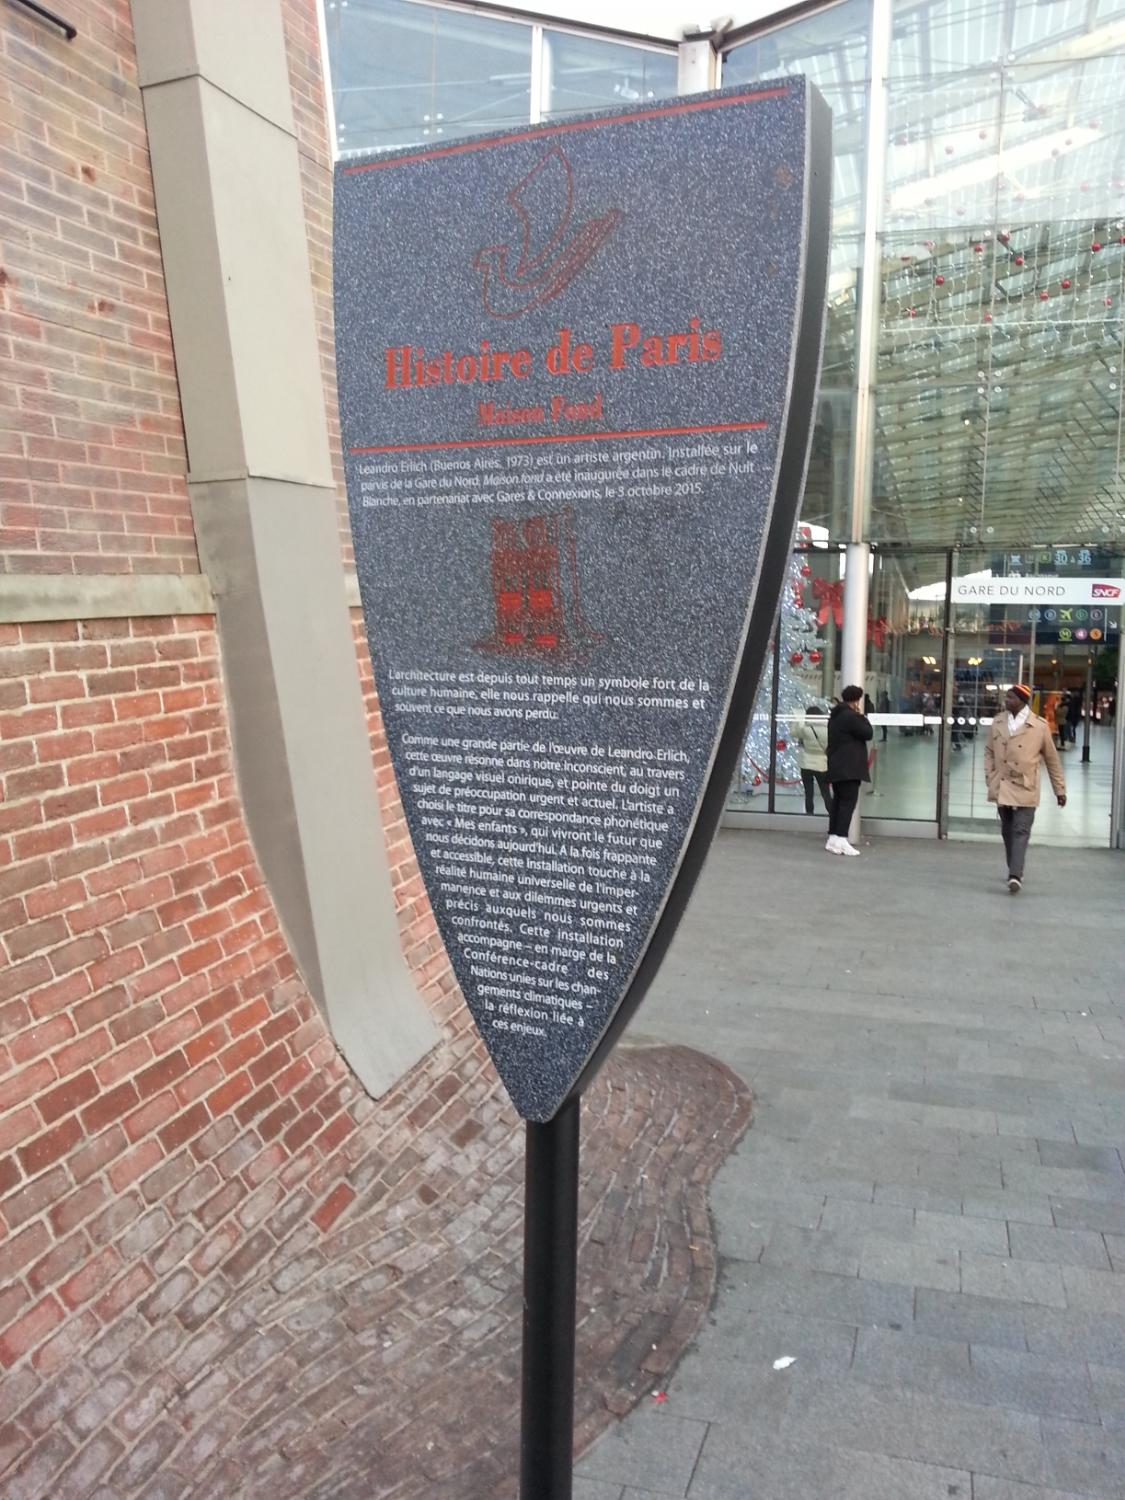 Histoire de Paris
Maison Fond
Leandro Erlich (Buenos Aires, 1973) est un artiste argentin. Installée sur le
parvis de la Gare du Nord, Maison fond a été inaugurée dans le cadre de Nuit
Blanche, en partenariat avec Gares & Connexions, le 3 octobre 2015.
L'architecture est depuis tout temps un symbole fort de la
culture humaine, elle nous rappelle qui nous sommes et
souvent ce que nous avons perdu.
Comme une grande partie de l'œuvre de Leandro Erlich,
cette œuvre résonne dans notre inconscient, au travers
d'un langage visuel onirique, et pointe du doigt un
sujet de préoccupation urgent et actuel. L'artiste a
choisi le titre pour sa correspondance phonétique
avec « Mes enfants », qui vivront le futur que
nous décidons aujourd'hui. A la fois frappante
et accessible, cette installation touche à la
réalité humaine universelle de l'imper-
manence et aux dilemmes urgents et
précis auxquels nous sommes
confrontés. Cette installation
accompagne – en marge de la
Conférence-cadre des
Nations unies sur les chan-
gements climatiques –
la réflexion liée à
ces enjeux.
30 à 36
GARE DU NORD SNCF